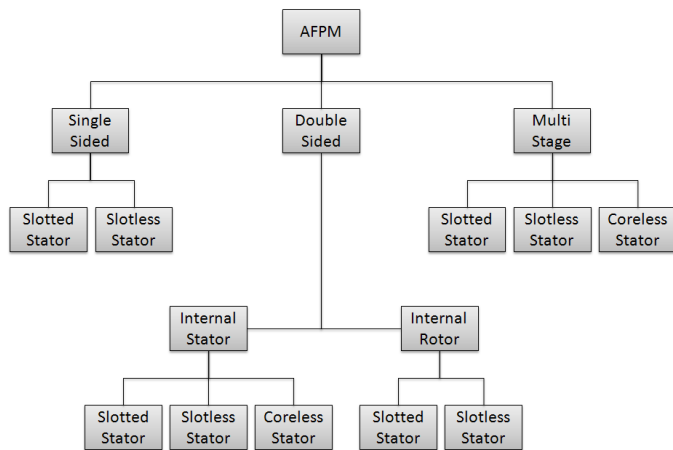 AFPM
Single
Sided
Double
Sided
Multi
Stage
Slotted
Stator
Slotless
Stator
Slotted
Stator
Slotless
Stator
Coreless
Stator
Internal
Stator
Internal
Rotor
Slotted
Stator
Slotless
Stator
Coreless
Stator
Slotted
Stator
Slotless
Stator